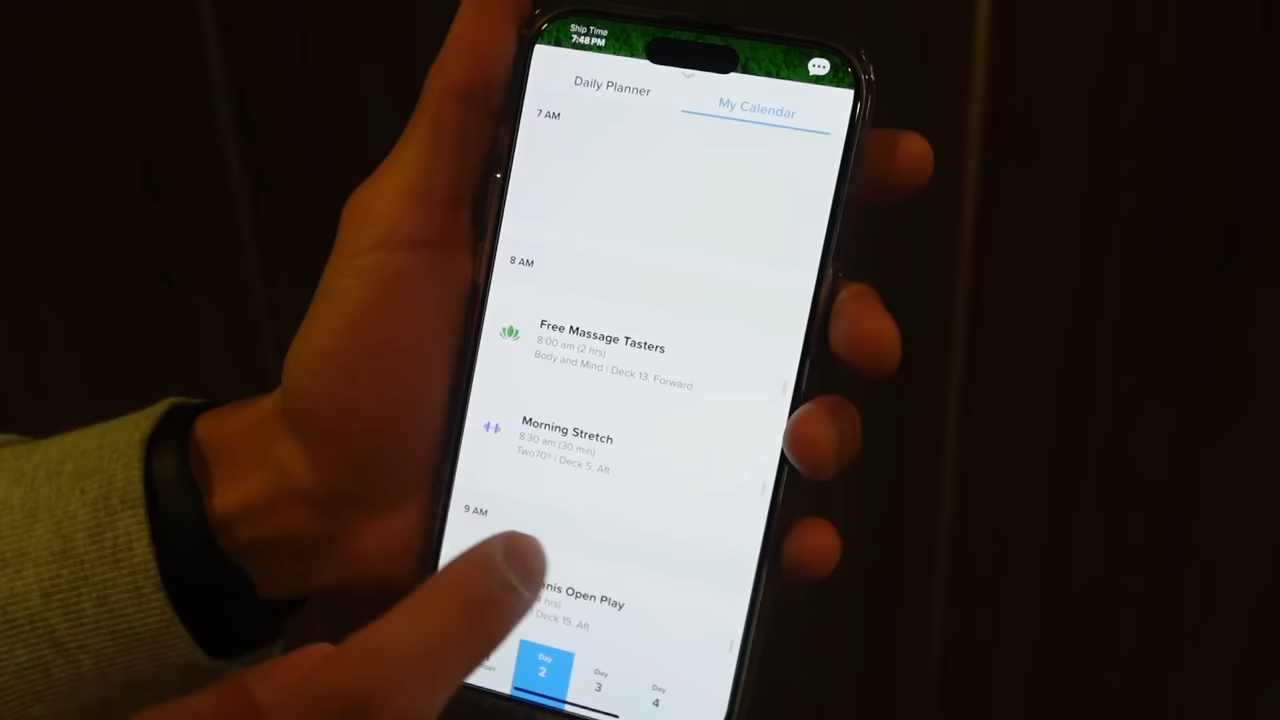 Ship Time
7:48 PM
Daily Planner
My Calendar
7 AM
8 AM
Free Massage Tasters
8:00 am (2 hrs)
Body and Mind | Deck 13, Forward
Morning Stretch
8:30 am (30 min)
Two70® | Deck 5, Aft
9 AM
Open Play
hrs)
Deck 15, Aft
Day
2
Day
3
Day
4